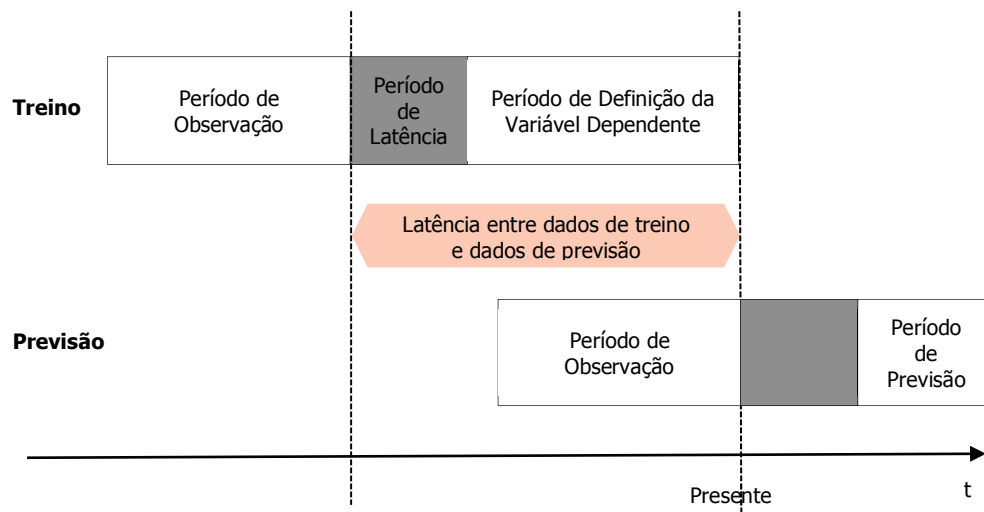 Treino
Período de
Observação
Período
de
Latência
Período de Definição da
Variável Dependente
Latência entre dados de treino
e dados de previsão
Previsão
Período de
Observação
Período
de
Previsão
Presente
t